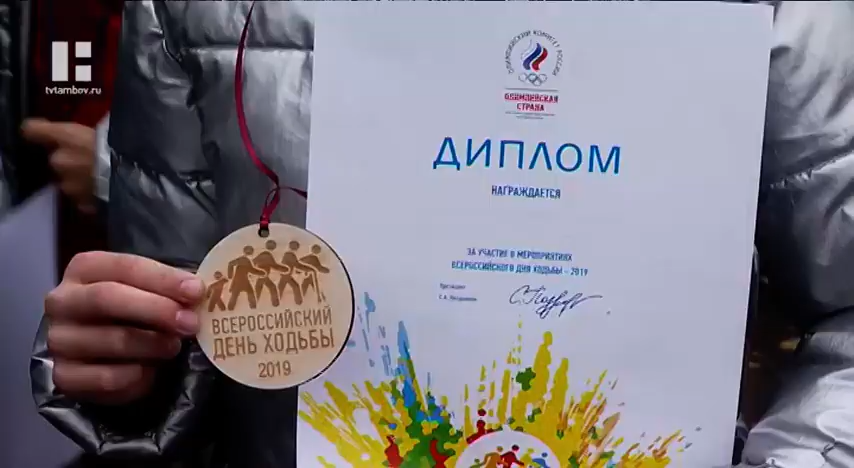 tvtambov.ru
ОЛИМПИЙСКИЙ КОМИТЕТ РОССИИ
ОЛИМПИЙСКАЯ
СТРАНА
ДИПЛОМ
НАГРАЖДАЕТСЯ
ЗА УЧАСТИЕ В МЕРОПРИЯТИЯХ
ВСЕРОССИЙСКОГО ДНЯ ХОДЬБЫ - 2019
Президент
ВСЕРОССИЙСКИЙ
ДЕНЬ ХОДЬБЫ
2019